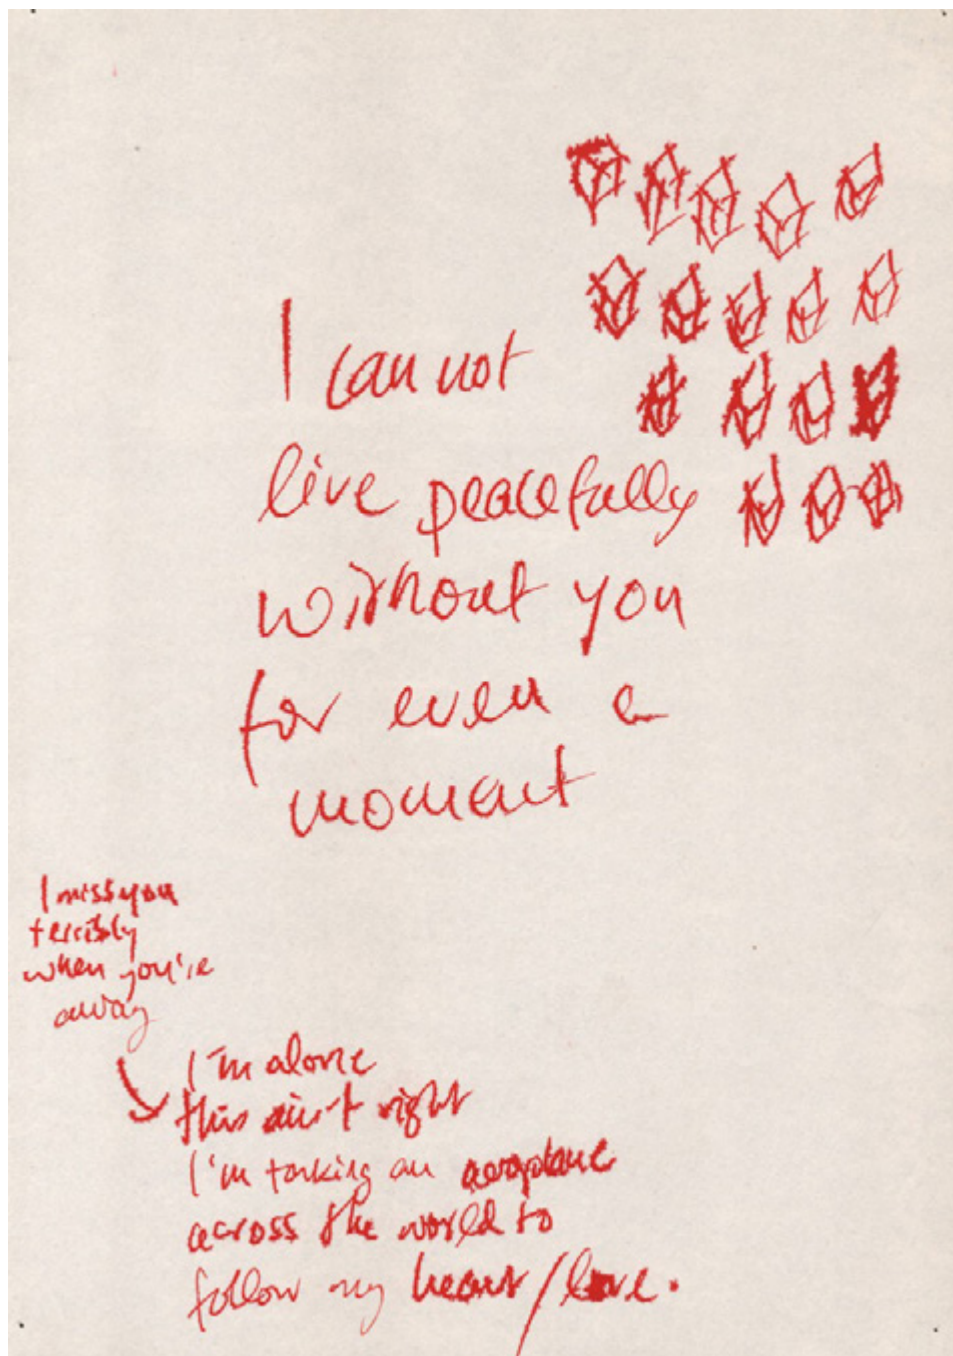 I can not
live peacefully
without you
for even a
moment
I miss you
terribly
when you're
away
I'm alone
this ain't right
I'm taking an aeroplane
across the world to
follow my heart / love.